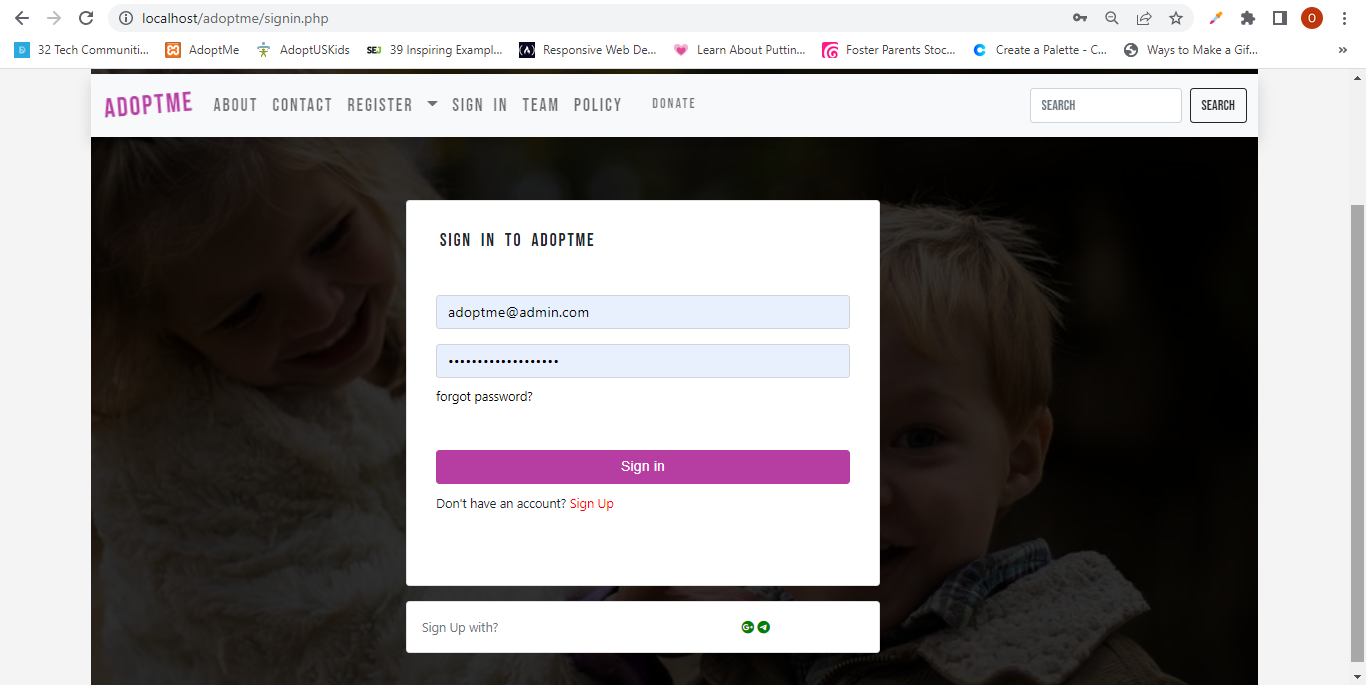 localhost/adoptme/signin.php
O
32 Tech Communiti... AdoptMe AdoptUSKids SEJ 39 Inspiring Exampl... (A) Responsive Web De... Learn About Puttin... Foster Parents Stoc... C Create a Palette - C... Ways to Make a Gif... »
ADOPTME ABOUT CONTACT REGISTER SIGN IN TEAM POLICY DONATE SEARCH SEARCH
SIGN IN TO ADOPTME
adoptme@admin.com
•••••••••••••••••••
forgot password?
Sign in
Don't have an account? Sign Up
Sign Up with? G+